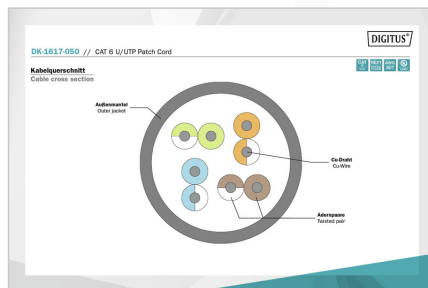 DIGITUS®
DK-1617-050 // CAT 6 U/UTP Patch Cord
Kabelquerschnitt
Cable cross section
Außenmantel
Outer jacket
Cu-Draht
Cu-Wire
Adernpaare
Twisted pair